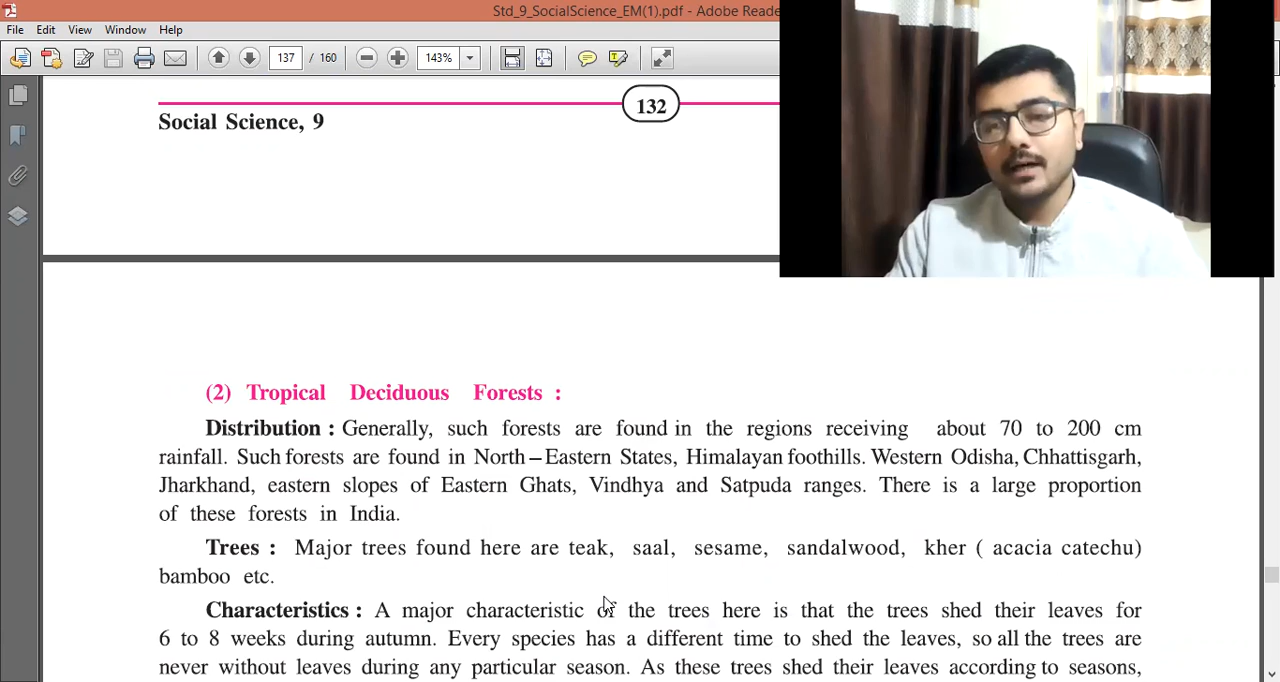 Std_9_SocialScience_EM(1).pdf - Adobe Reade
File Edit View Window Help
137 / 160 143%
132
Social Science, 9
(2) Tropical Deciduous Forests :
Distribution : Generally, such forests are found in the regions receiving about 70 to 200 cm
rainfall. Such forests are found in North – Eastern States, Himalayan foothills. Western Odisha, Chhattisgarh,
Jharkhand, eastern slopes of Eastern Ghats, Vindhya and Satpuda ranges. There is a large proportion
of these forests in India.
Trees : Major trees found here are teak, saal, sesame, sandalwood, kher ( acacia catechu)
bamboo etc.
Characteristics : A major characteristic of the trees here is that the trees shed their leaves for
6 to 8 weeks during autumn. Every species has a different time to shed the leaves, so all the trees are
never without leaves during any particular season. As these trees shed their leaves according to seasons,